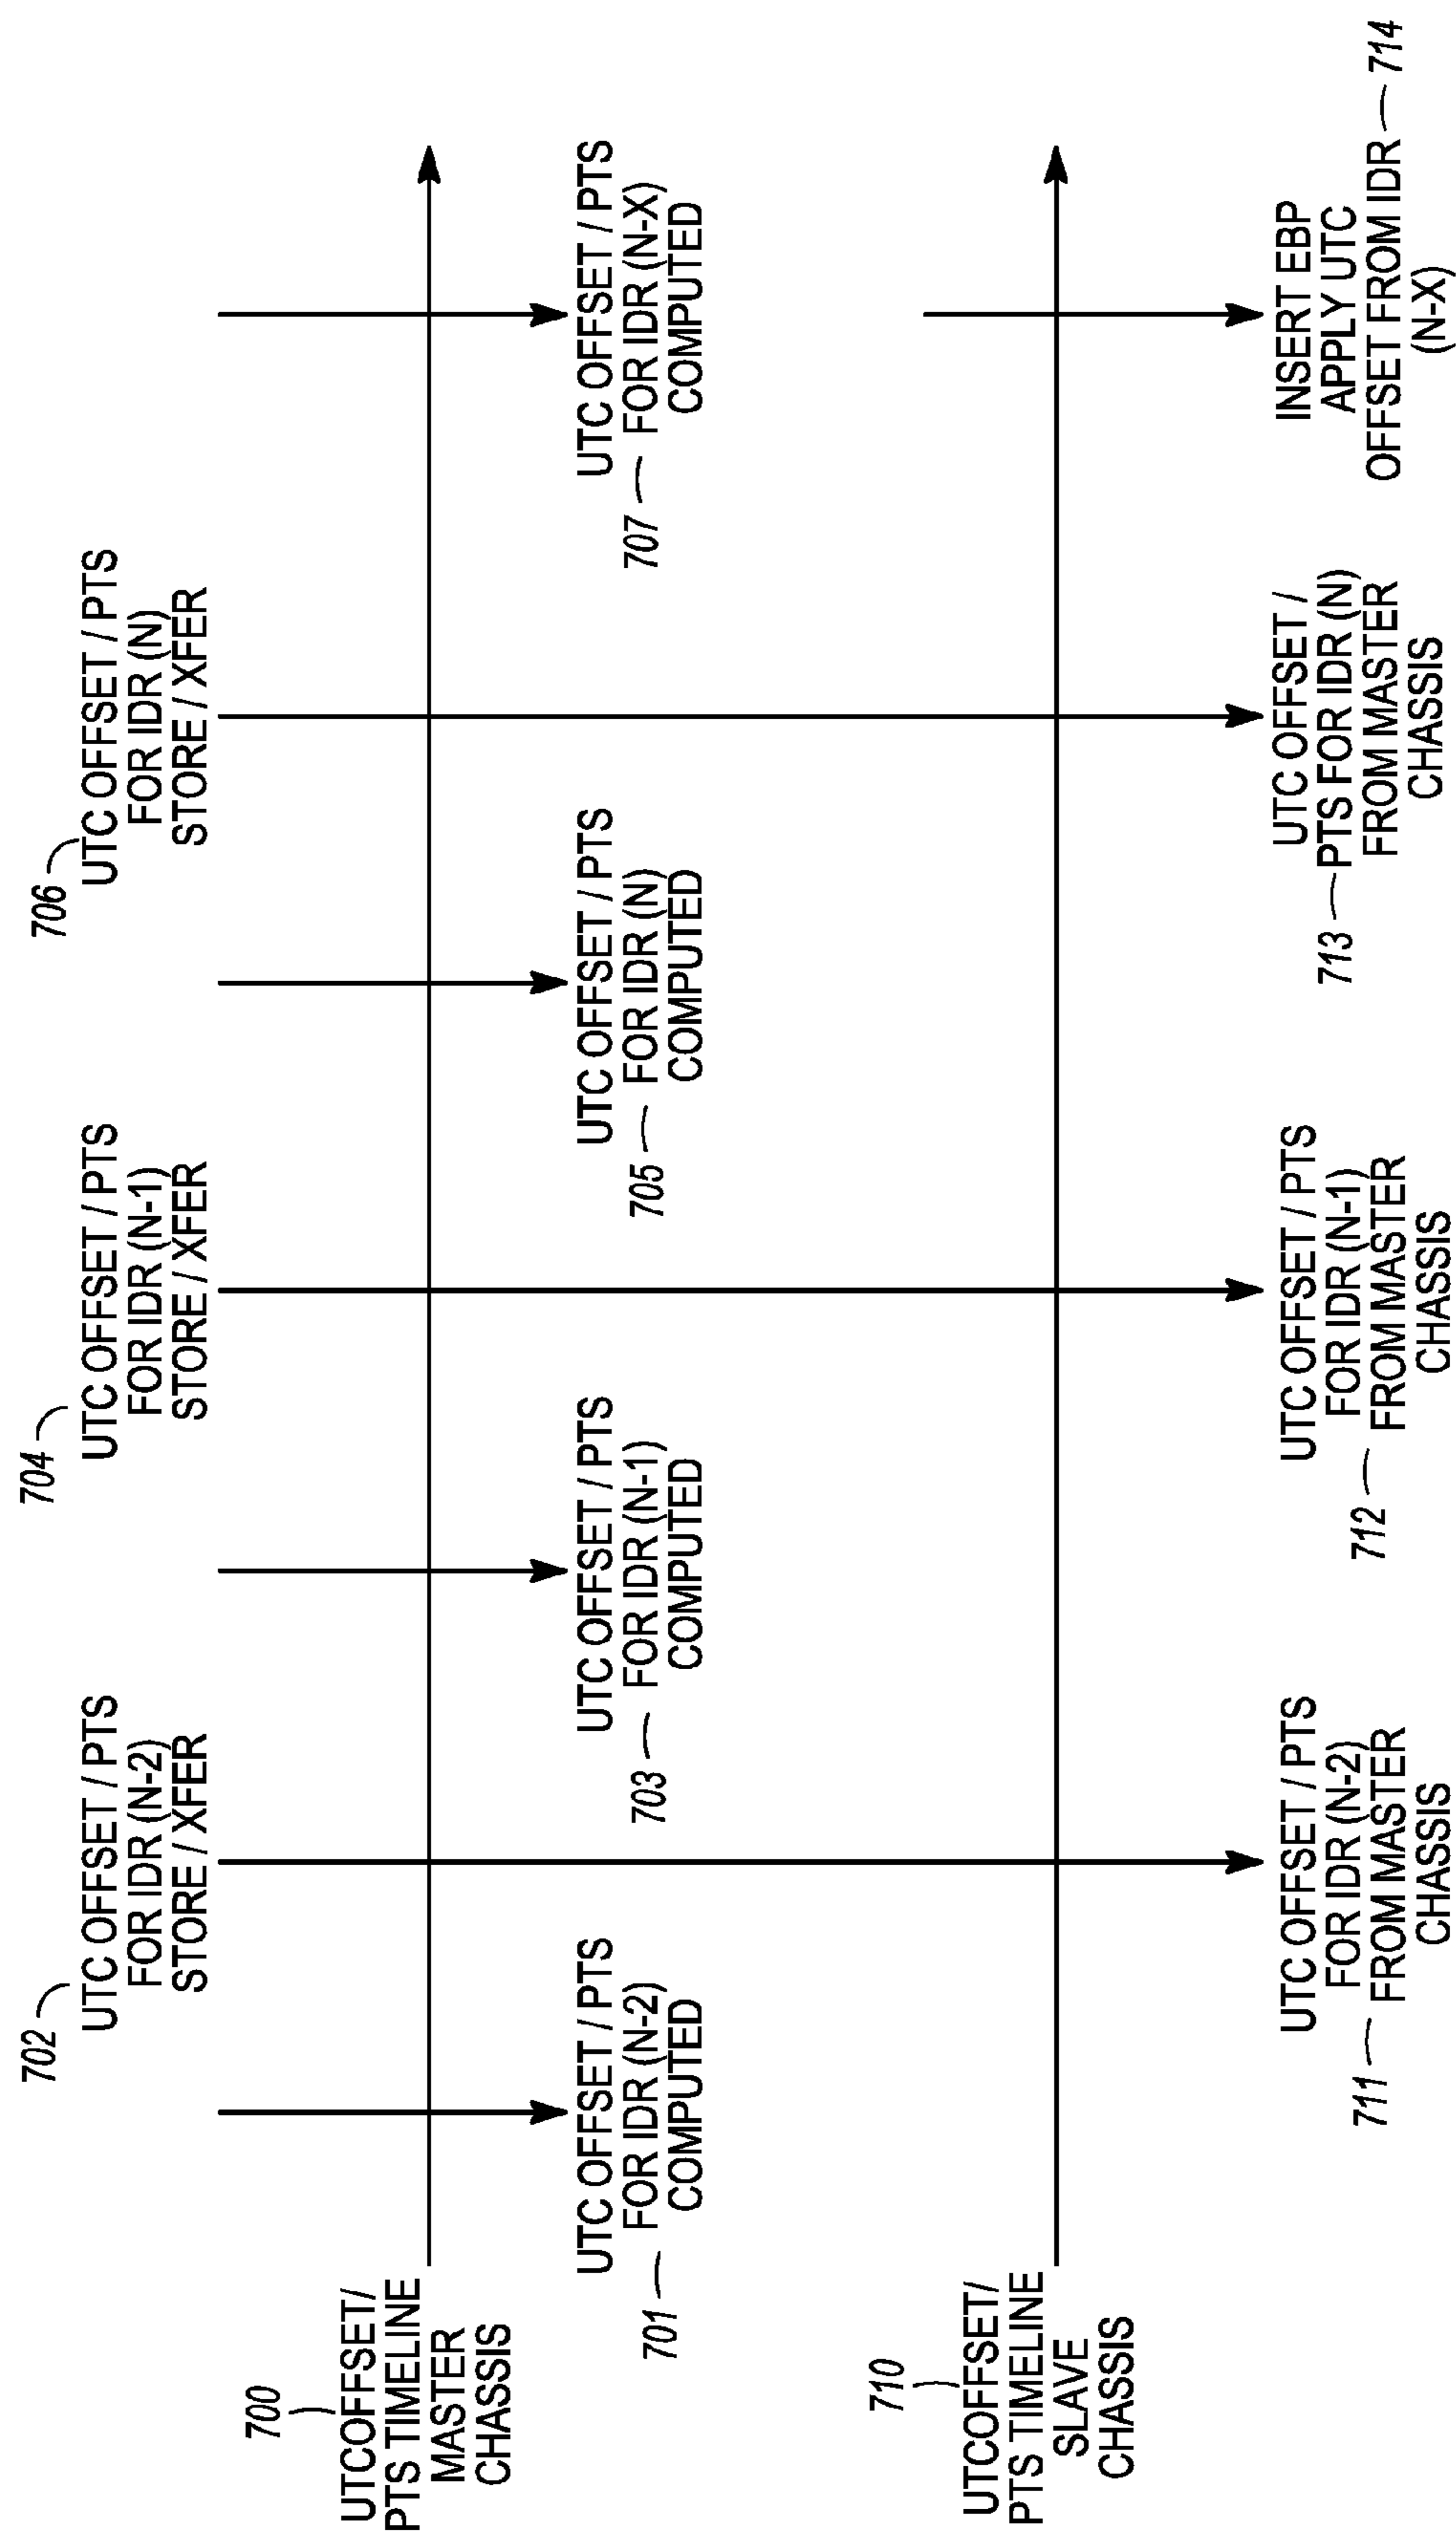 702
UTC OFFSET / PTS
FOR IDR (N-2)
STORE / XFER
704
UTC OFFSET / PTS
FOR IDR (N-1)
STORE / XFER
706
UTC OFFSET / PTS
FOR IDR (N)
STORE / XFER
700
UTCOFFSET/
PTS TIMELINE
MASTER
CHASSIS
UTC OFFSET / PTS
701 FOR IDR (N-2)
COMPUTED
UTC OFFSET / PTS
703 FOR IDR (N-1)
COMPUTED
UTC OFFSET / PTS
705 FOR IDR (N)
COMPUTED
UTC OFFSET / PTS
707 FOR IDR (N-X)
COMPUTED
710
UTCOFFSET/
PTS TIMELINE
SLAVE
CHASSIS
UTC OFFSET / PTS
FOR IDR (N-2)
711 FROM MASTER
CHASSIS
UTC OFFSET / PTS
FOR IDR (N-1)
712 FROM MASTER
CHASSIS
UTC OFFSET /
713 PTS FOR IDR (N)
FROM MASTER
CHASSIS
INSERT EBP
APPLY UTC
OFFSET FROM IDR 714
(N-X)